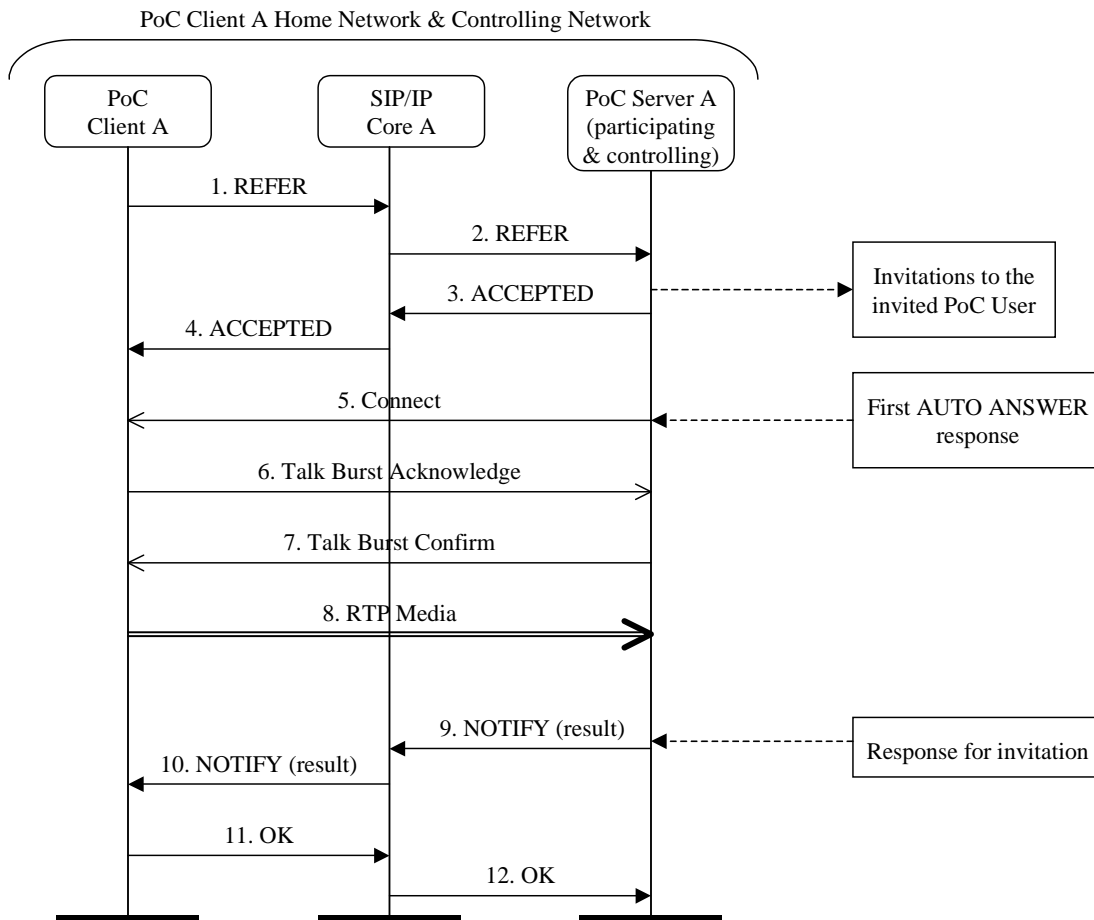 PoC Client A Home Network & Controlling Network
PoC
Client A
SIP/IP
Core A
PoC Server A
(participating
& controlling)
1. REFER
2. REFER
Invitations to the
invited PoC User
3. ACCEPTED
4. ACCEPTED
5. Connect
First AUTO ANSWER
response
6. Talk Burst Acknowledge
7. Talk Burst Confirm
8. RTP Media
9. NOTIFY (result)
Response for invitation
10. NOTIFY (result)
11. OK
12. OK